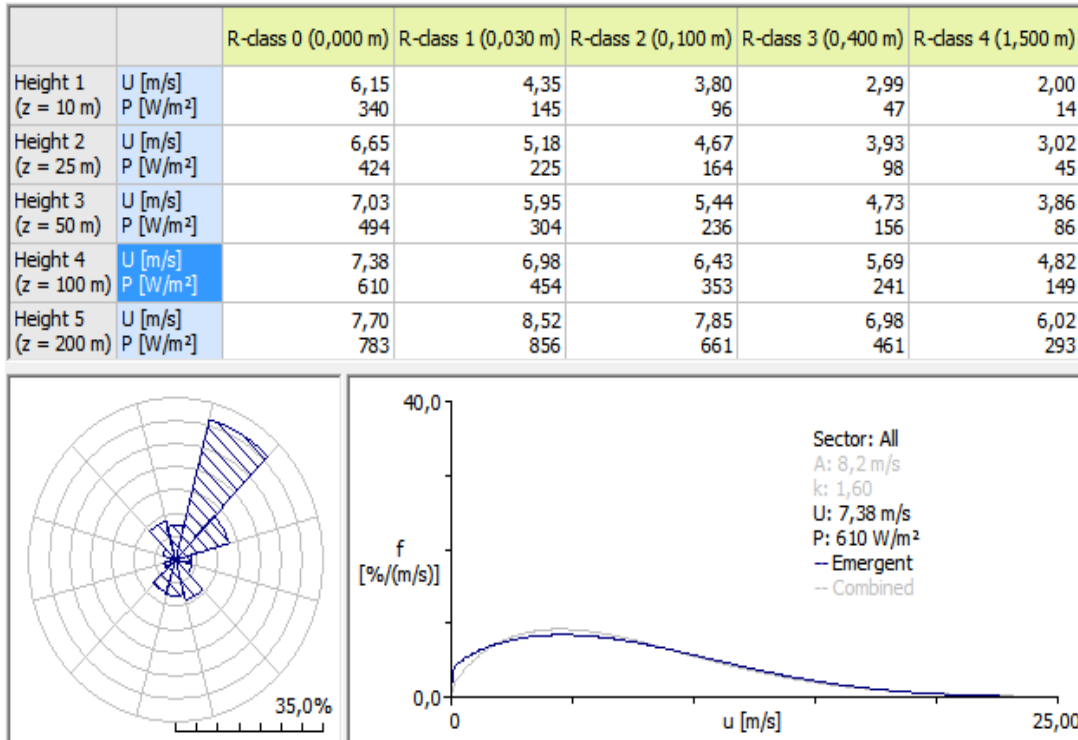 R-class 0 (0,000 m) R-class 1 (0,030 m) R-class 2 (0,100 m) R-class 3 (0,400 m) R-class 4 (1,500 m)
Height 1 U [m/s] 6,15 4,35 3,80 2,99 2,00
(z = 10 m) P [W/m²] 340 145 96 47 14
Height 2 U [m/s] 6,65 5,18 4,67 3,93 3,02
(z = 25 m) P [W/m²] 424 225 164 98 45
Height 3 U [m/s] 7,03 5,95 5,44 4,73 3,86
(z = 50 m) P [W/m²] 494 304 236 156 86
Height 4 U [m/s] 7,38 6,98 6,43 5,69 4,82
(z = 100 m) P [W/m²] 610 454 353 241 149
Height 5 U [m/s] 7,70 8,52 7,85 6,98 6,02
(z = 200 m) P [W/m²] 783 856 661 461 293
35,0%
40,0
Sector: All
A: 8,2 m/s
k: 1,60
U: 7,38 m/s
P: 610 W/m²
-- Emergent
-- Combined
f
[%/(m/s)]
0,0
0 u [m/s] 25,00